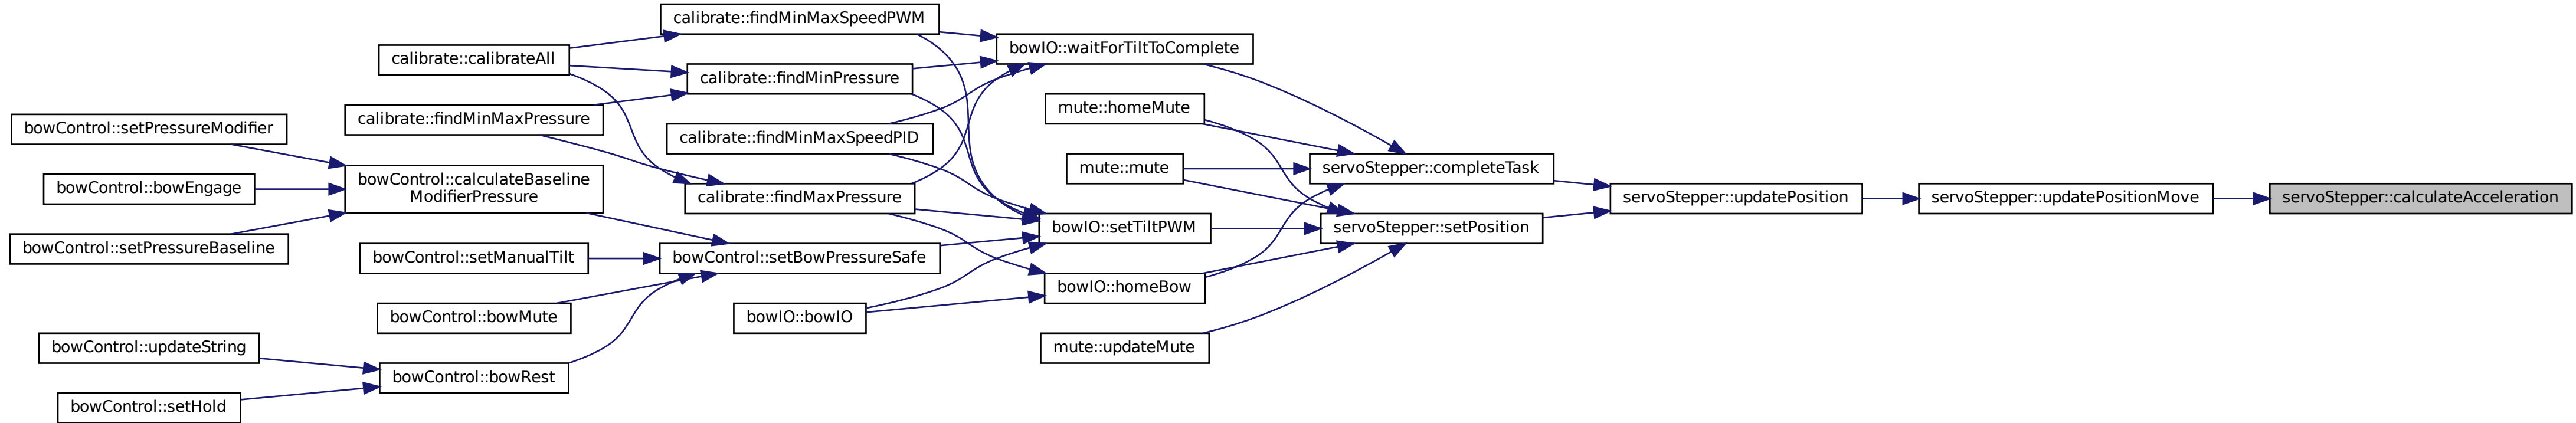 calibrate::findMinMaxSpeedPWM
bowIO::waitForTiltToComplete
calibrate::calibrateAll
calibrate::findMinPressure
mute::homeMute
calibrate::findMinMaxPressure
bowControl::setPressureModifier
calibrate::findMinMaxSpeedPID
mute::mute
servoStepper::completeTask
bowControl::calculateBaseline
ModifierPressure
bowControl::bowEngage
calibrate::findMaxPressure
servoStepper::updatePosition
servoStepper::updatePositionMove
servoStepper::calculateAcceleration
bowIO::setTiltPWM
servoStepper::setPosition
bowControl::setPressureBaseline
bowControl::setManualTilt
bowControl::setBowPressureSafe
bowIO::homeBow
bowControl::bowMute
bowIO::bowIO
bowControl::updateString
mute::updateMute
bowControl::bowRest
bowControl::setHold